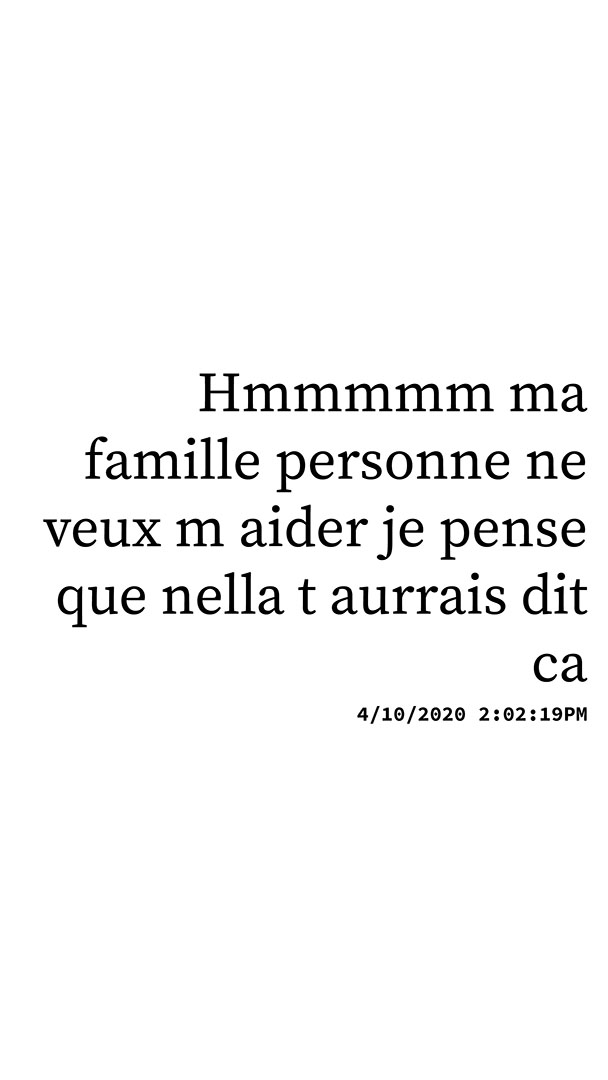 Hmmmmm ma
famille personne ne
veux m aider je pense
que nella t aurrais dit
ca
4/10/2020 2:02:19PM